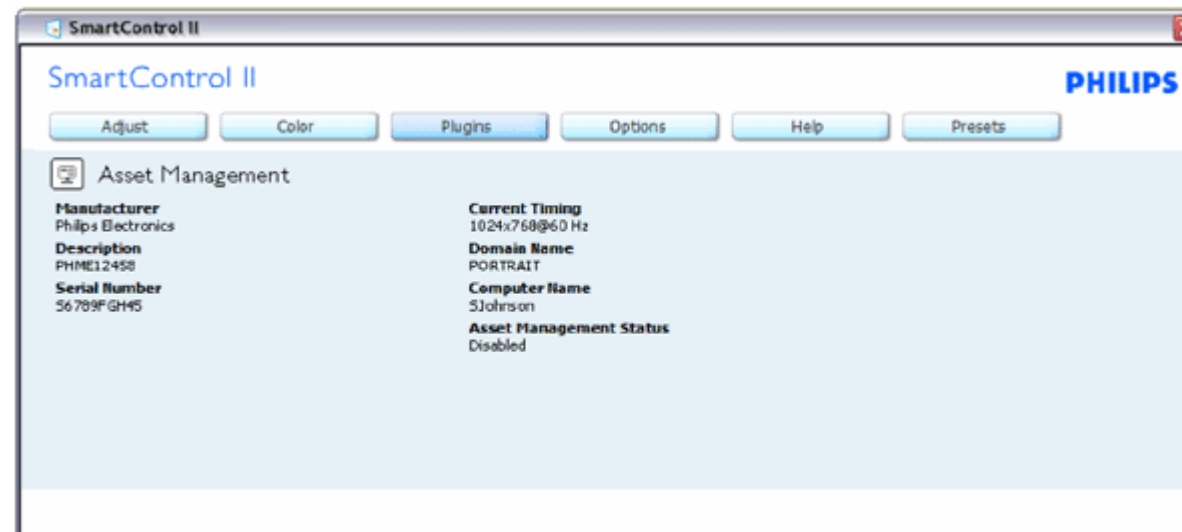 SmartControl II
SmartControl II
PHILIPS
Adjust
Color
Plugins
Options
Help
Presets
Asset Management
Manufacturer
Philips Electronics
Description
PHME12458
Serial Number
S6789FGH45
Current Timing
1024x768@60 Hz
Domain Name
PORTRAIT
Computer Name
SJohnson
Asset Management Status
Disabled